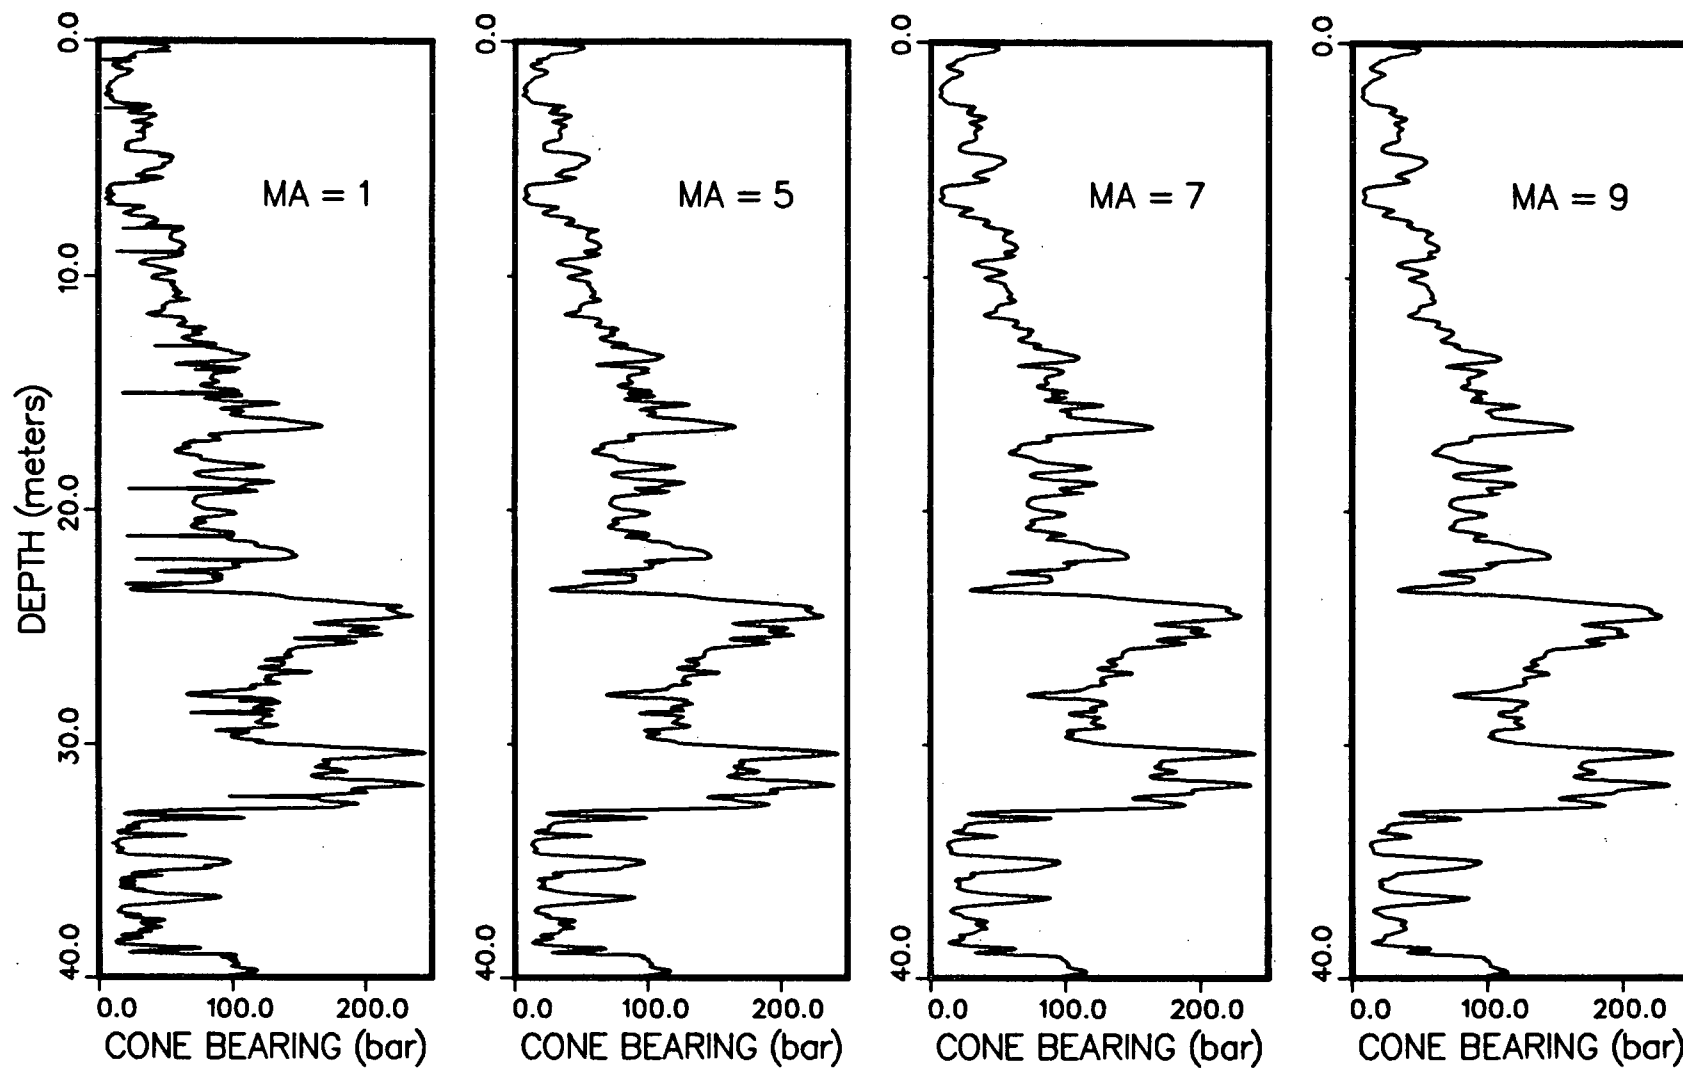 0.0
10.0
20.0
30.0
40.0
DEPTH (meters)
MA = 1
0.0 100.0 200.0
CONE BEARING (bar)
0.0
40.0
MA = 5
0.0 100.0 200.0
CONE BEARING (bar)
0.0
40.0
MA = 7
0.0 100.0 200.0
CONE BEARING (bar)
0.0
40.0
MA = 9
0.0 100.0 200.0
CONE BEARING (bar)